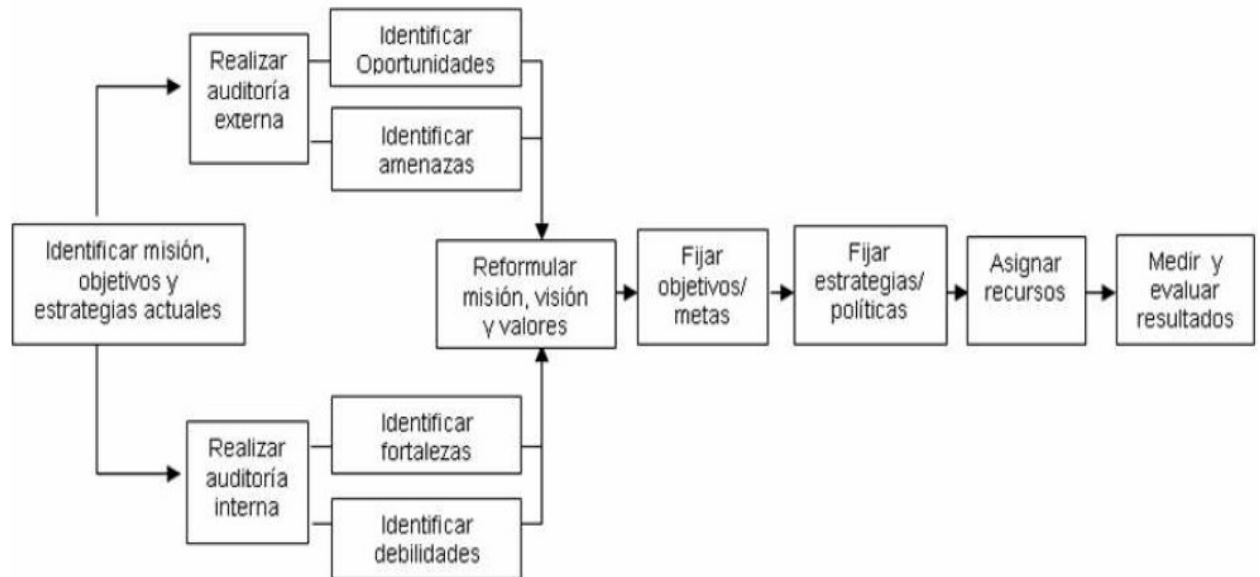 Identificar
Oportunidades
Realizar
auditoría
externa
Identificar
amenazas
Identificar misión,
objetivos y
estrategias actuales
Reformular
misión, visión
y valores
Fijar
objetivos/
metas
Fijar
estrategias/
políticas
Asignar
recursos
Medir y
evaluar
resultados
Realizar
auditoría
interna
Identificar
fortalezas
Identificar
debilidades